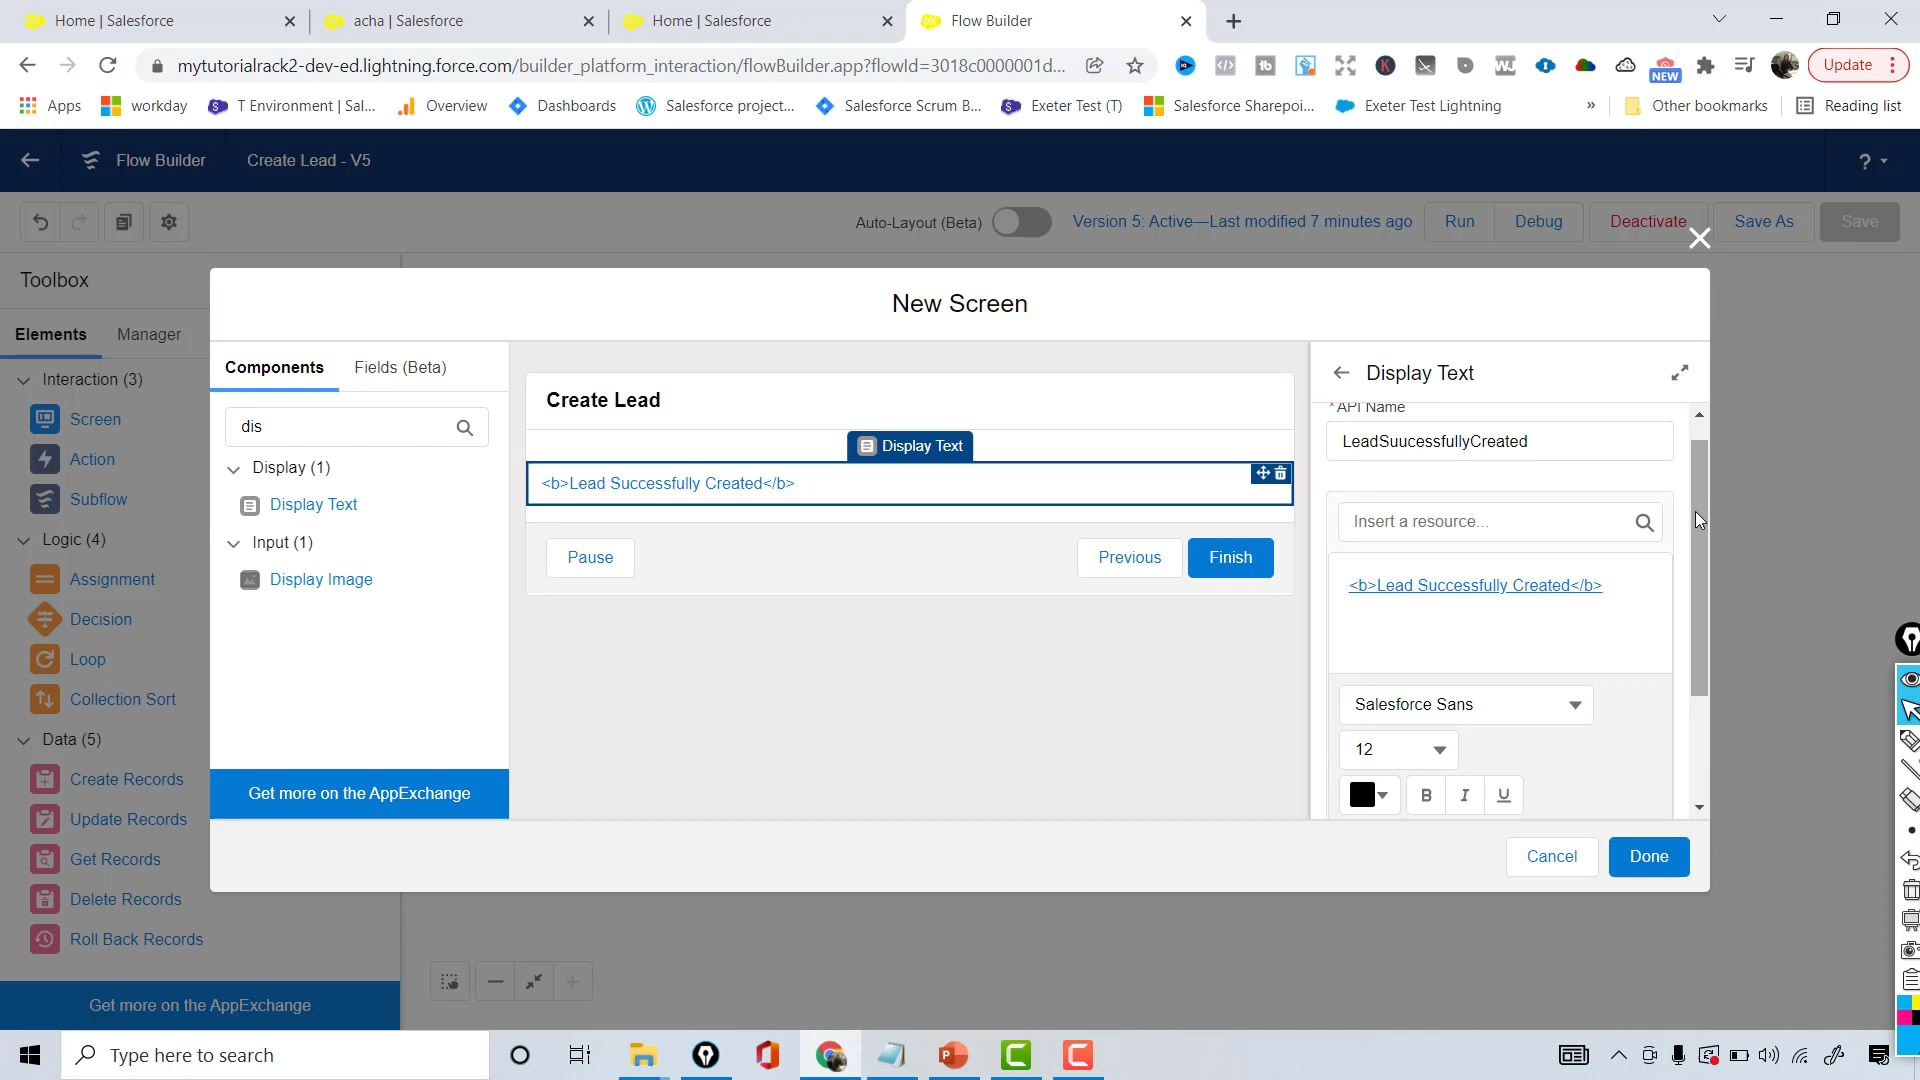 Home | Salesforce
acha | Salesforce
Home | Salesforce
Flow Builder
mytutorialrack2-dev-ed.lightning.force.com/builder_platform_interaction/flowBuilder.app?flowId=3018c0000001d...
NEW
Update
Apps
workday
T Environment | Sal...
Overview
Dashboards
Salesforce project...
Salesforce Scrum B...
Exeter Test (T)
Salesforce Sharepoi...
Exeter Test Lightning
»
Other bookmarks
Reading list
Flow Builder
Create Lead - V5
?
Auto-Layout (Beta)
Version 5: Active—Last modified 7 minutes ago
Run
Debug
Deactivate
Save As
Save
Toolbox
Elements
Manager
Interaction (3)
Screen
Action
Subflow
Logic (4)
Assignment
Decision
Loop
Collection Sort
Data (5)
Create Records
Update Records
Get Records
Delete Records
Roll Back Records
Get more on the AppExchange
New Screen
Components
Fields (Beta)
dis
Display (1)
Display Text
Input (1)
Display Image
Get more on the AppExchange
Create Lead
Display Text
<b>Lead Successfully Created</b>
Pause
Previous
Finish
Display Text
*API Name
LeadSuucessfullyCreated
Insert a resource...
<b>Lead Successfully Created</b>
Salesforce Sans
12
B
I
U
Cancel
Done
Type here to search